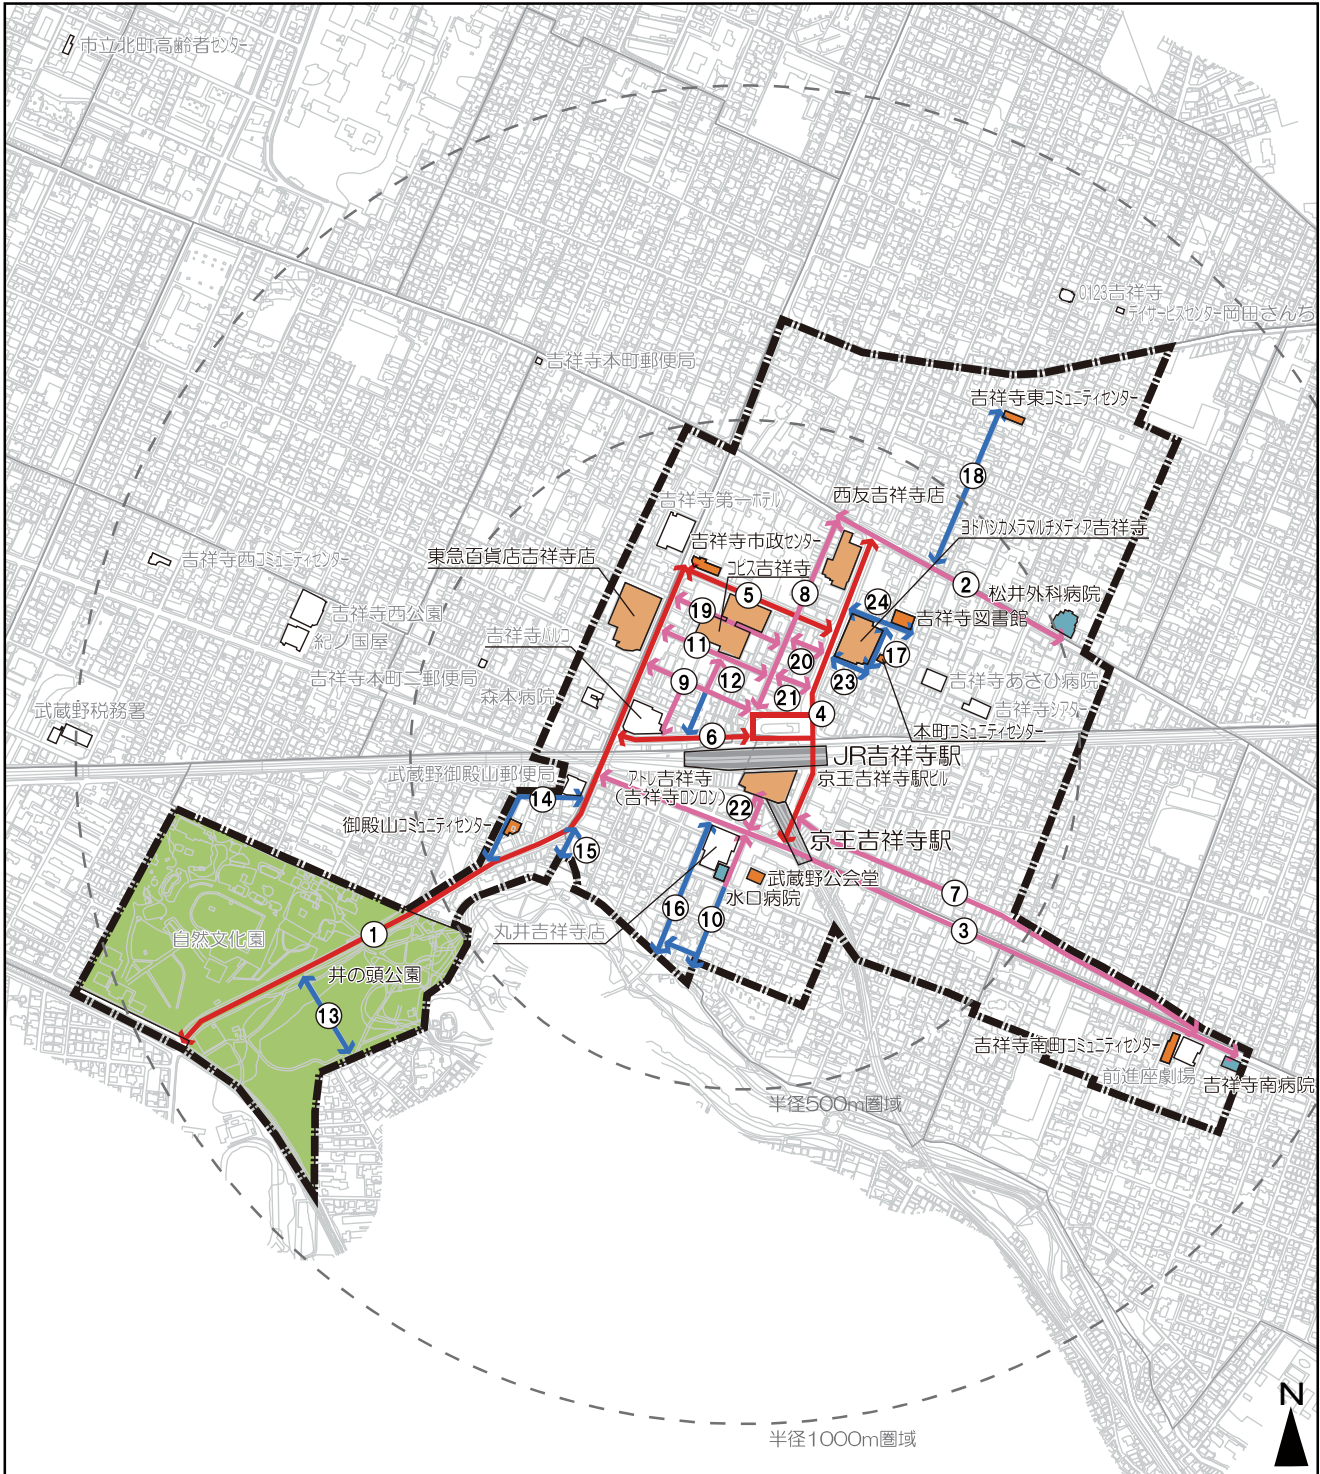 市立北町高齢者センター
0123吉祥寺
デイサービスセンター岡田さんち
吉祥寺本町郵便局
吉祥寺東コミュニティセンター
18
西友吉祥寺店
吉祥寺第一ホテル
ヨドバシカメラマルチメディア吉祥寺
吉祥寺市政センター
東急百貨店吉祥寺店
吉祥寺西コミュニティセンター
コピス吉祥寺
2
5
8
松井外科病院
24
19
吉祥寺西公園
吉祥寺図書館
吉祥寺パルコ
紀ノ国屋
11
17
20
吉祥寺本町二郵便局
9
12
23
吉祥寺あさひ病院
森本病院
21
武蔵野税務署
吉祥寺シアター
4
本町コミュニティセンター
6
JR吉祥寺駅
武蔵野御殿山郵便局
アトレ吉祥寺
(吉祥寺ロンロン)
京王吉祥寺駅ビル
14
22
御殿山コミュニティセンター
京王吉祥寺駅
15
武蔵野公会堂
水口病院
7
16
10
丸井吉祥寺店
1
3
自然文化園
井の頭公園
13
吉祥寺南町コミュニティセンター
前進座劇場
吉祥寺南病院
半径500m圏域
N
半径1000m圏域